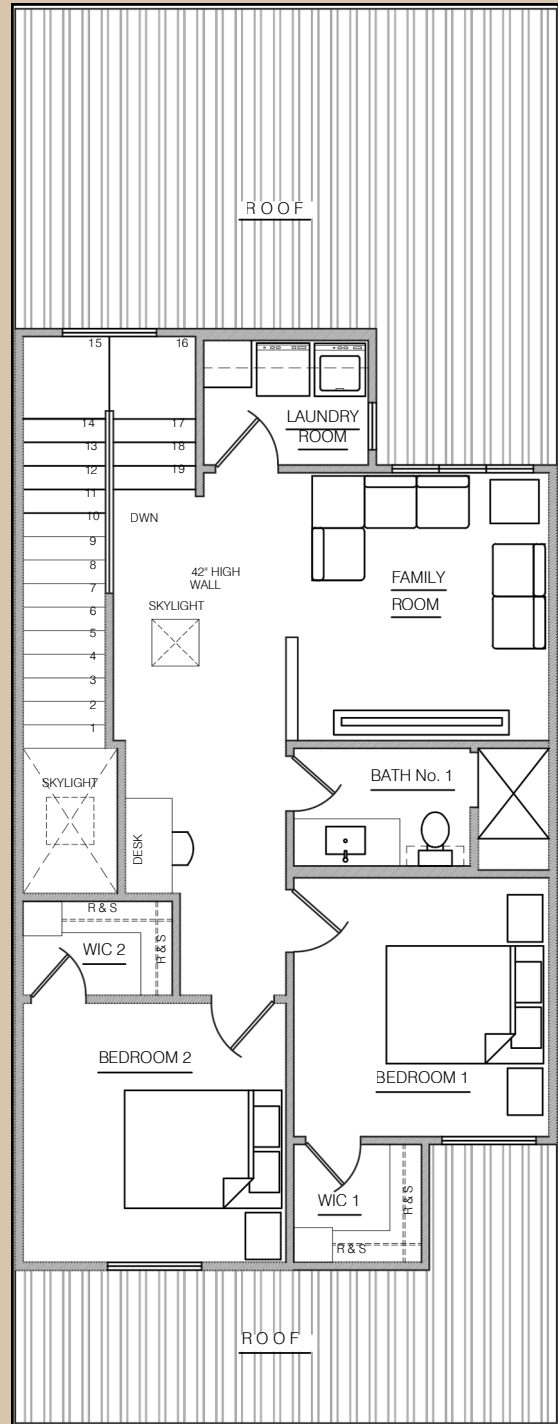 ROOF
15
16
LAUNDRY
ROOM
14
17
13
18
12
19
11
10
DWN
9
8
7
6
5
4
3
2
1
42" HIGH
WALL
SKYLIGHT
FAMILY
ROOM
SKYLIGHT
BATH No. 1
DESK
R & S
R & S
WIC 2
BEDROOM 2
BEDROOM 1
WIC 1
R & S
R & S
ROOF